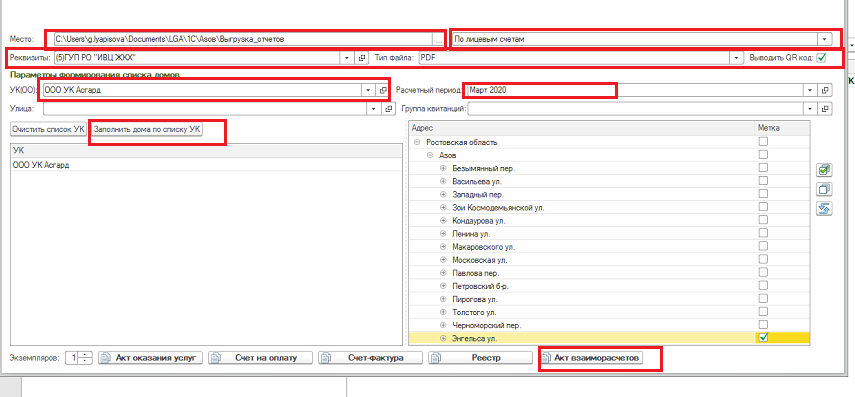 Место: C:\Users\g.lyapisova\Documents\LGA\1C\Азов\Выгрузка_отчетов ... По лицевым счетам
Реквизиты: (5)ГУП РО "ИВЦ ЖКХ" Тип файла: PDF Выводить QR код:
Параметры формирования списка домов
УК(ОО): ООО УК Асгард Расчетный период: Март 2020
Улица: Группа квитанций:
Очистить список УК Заполнить дома по списку УК
Адрес Метка
УК
ООО УК Асгард
Ростовская область
Азов
Безымянный пер.
Васильева ул.
Западный пер.
Зои Космодемьянской ул.
Кондаурова ул.
Ленина ул.
Макаровского ул.
Московская ул.
Павлова пер.
Петровский б-р.
Пирогова ул.
Толстого ул.
Черноморский пер.
Энгельса ул.
Экземпляров: 1 Акт оказания услуг Счет на оплату Счет-фактура Реестр Акт взаиморасчетов
К